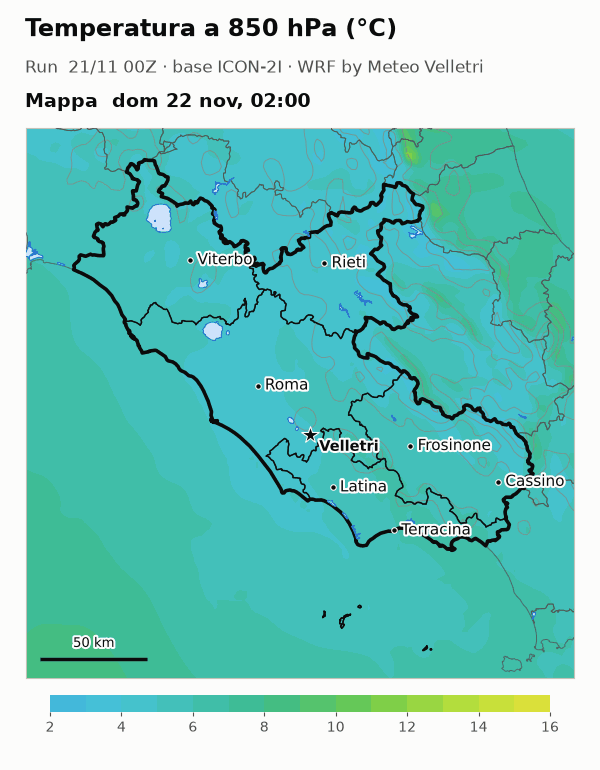 Temperatura a 850 hPa (°C)
Run  21/11 00Z · base ICON-2I · WRF by Meteo Velletri
Mappa  dom 22 nov, 02:00
Viterbo
Rieti
Roma
Velletri
Frosinone
Cassino
Latina
Terracina
50 km
2 4 6 8 10 12 14 16